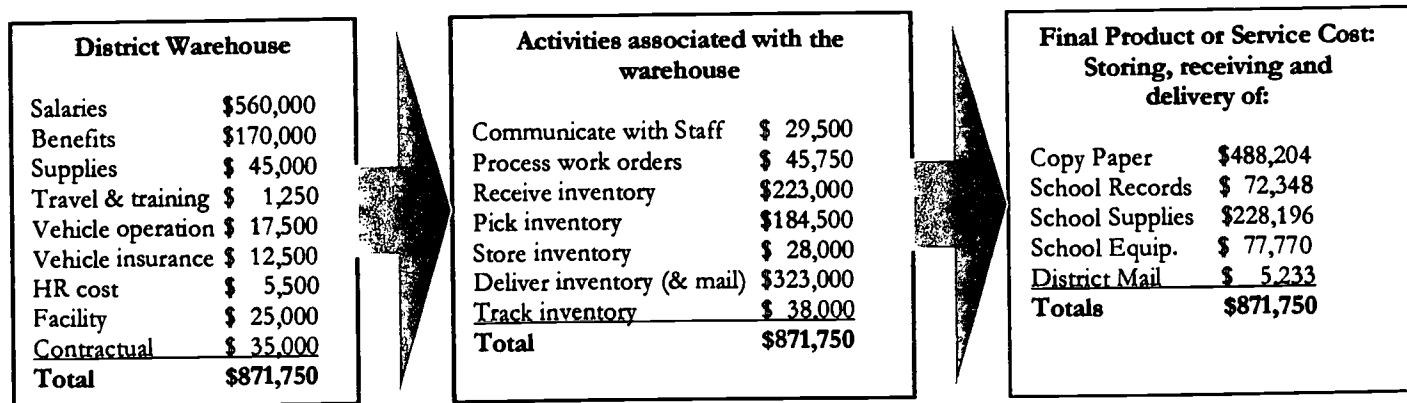 District Warehouse
Salaries $560,000
Benefits $170,000
Supplies $ 45,000
Travel & training $ 1,250
Vehicle operation $ 17,500
Vehicle insurance $ 12,500
HR cost $ 5,500
Facility $ 25,000
Contractual $ 35,000
Total $871,750
Activities associated with the
warehouse
Communicate with Staff $ 29,500
Process work orders $ 45,750
Receive inventory $223,000
Pick inventory $184,500
Store inventory $ 28,000
Deliver inventory (& mail) $323,000
Track inventory $ 38,000
Total $871,750
Final Product or Service Cost:
Storing, receiving and
delivery of:
Copy Paper $488,204
School Records $ 72,348
School Supplies $228,196
School Equip. $ 77,770
District Mail $ 5,233
Totals $871,750